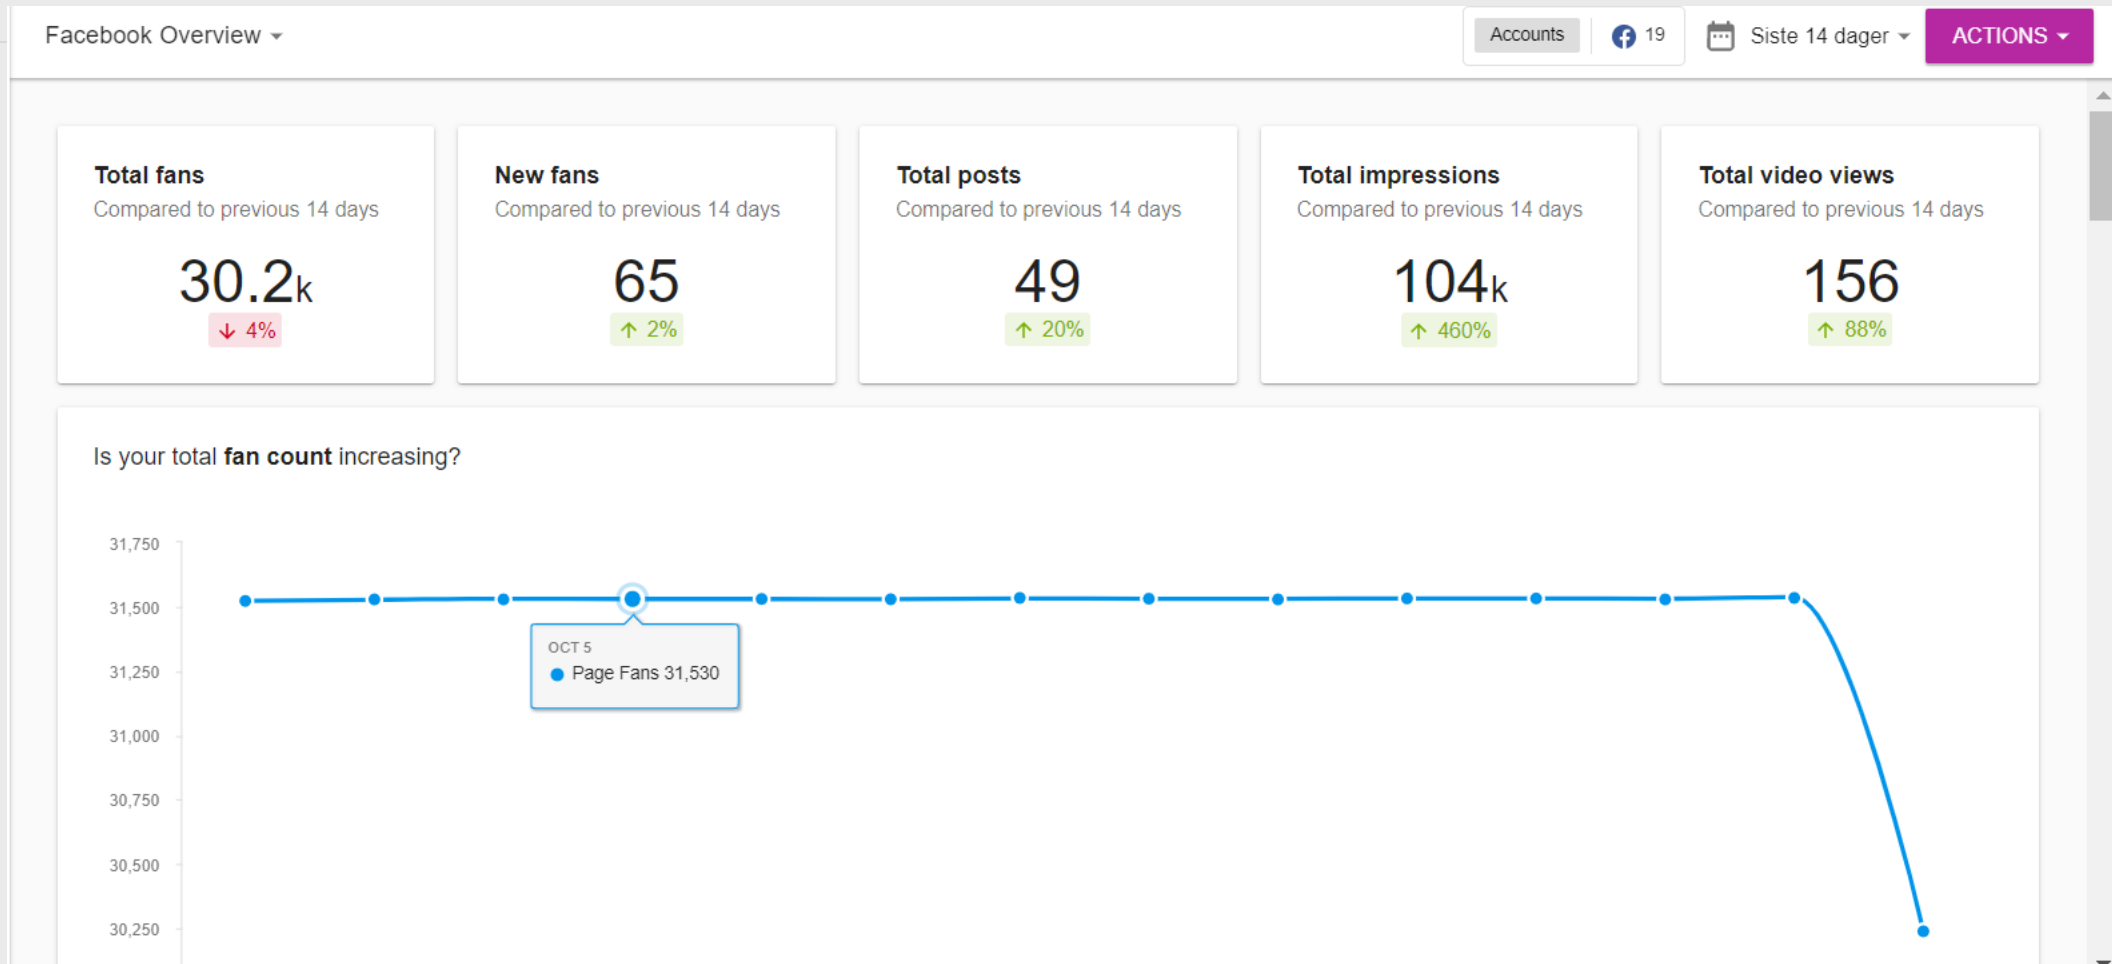 Facebook Overview
Accounts
19
Siste 14 dager
ACTIONS
Total fans
Compared to previous 14 days
30.2k
4%
New fans
Compared to previous 14 days
65
2%
Total posts
Compared to previous 14 days
49
20%
Total impressions
Compared to previous 14 days
104k
460%
Total video views
Compared to previous 14 days
156
88%
Is your total fan count increasing?
31,750
31,500
31,250
31,000
30,750
30,500
30,250
OCT 5
Page Fans 31,530